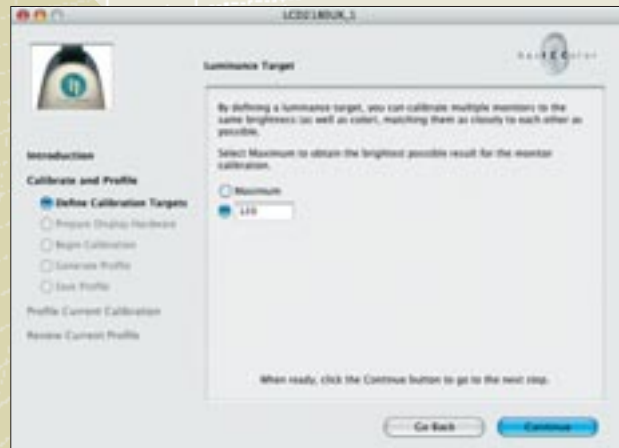 Luminance Target
By defining a luminance target, you can calibrate multiple monitors to the
same brightness (as well as color), matching them as closely to each other as
possible.
Select Maximum to obtain the brightest possible result for the monitor
calibration.
Maximum
Introduction
Calibrate and Profile
Define Calibration Targets
Prepare Display Hardware
Begin Calibration
Generate Profile
Save Profile
Profile Current Calibration
Review Current Profile
When ready, click the Continue button to go to the next step.
Go Back
Continue